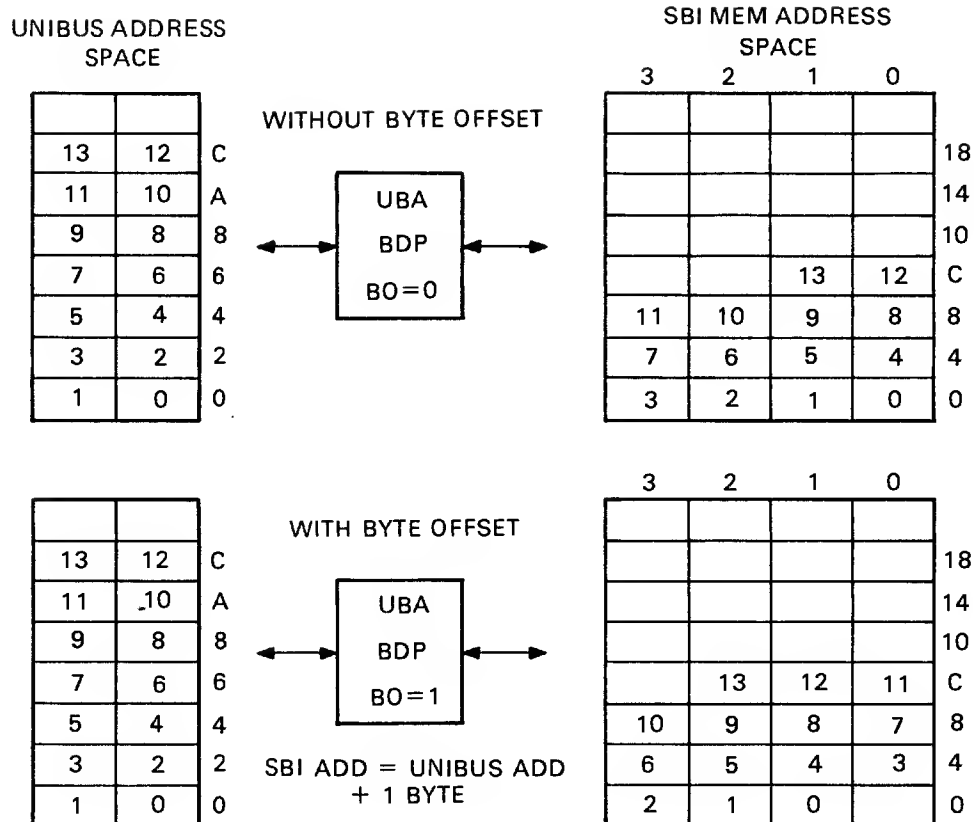 UNIBUS ADDRESS
SPACE
SBI MEM ADDRESS
SPACE
3 2 1 0
WITHOUT BYTE OFFSET
13 12 C
11 10 A
9 8 8
7 6 6
5 4 4
3 2 2
1 0 0
UBA
BDP
BO=0
18
14
10
13 12 C
11 10 9 8 8
7 6 5 4 4
3 2 1 0 0
3 2 1 0
WITH BYTE OFFSET
13 12 C
11 10 A
9 8 8
7 6 6
5 4 4
3 2 2
1 0 0
UBA
BDP
BO=1
SBI ADD = UNIBUS ADD
+ 1 BYTE
18
14
10
13 12 11 C
10 9 8 7 8
6 5 4 3 4
2 1 0 0